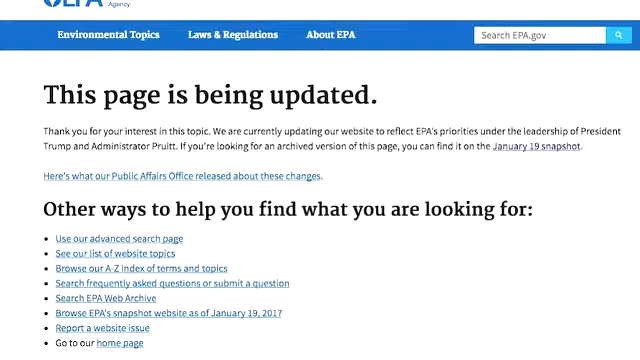 EPA
Agency
Environmental Topics Laws & Regulations About EPA Search EPA.gov
This page is being updated.
Thank you for your interest in this topic. We are currently updating our website to reflect EPA's priorities under the leadership of President
Trump and Administrator Pruitt. If you're looking for an archived version of this page, you can find it on the January 19 snapshot.
Here's what our Public Affairs Office released about these changes.
Other ways to help you find what you are looking for:
• Use our advanced search page
• See our list of website topics
• Browse our A-Z Index of terms and topics
• Search frequently asked questions or submit a question
• Search EPA Web Archive
• Browse EPA's snapshot website as of January 19, 2017
• Report a website issue
• Go to our home page